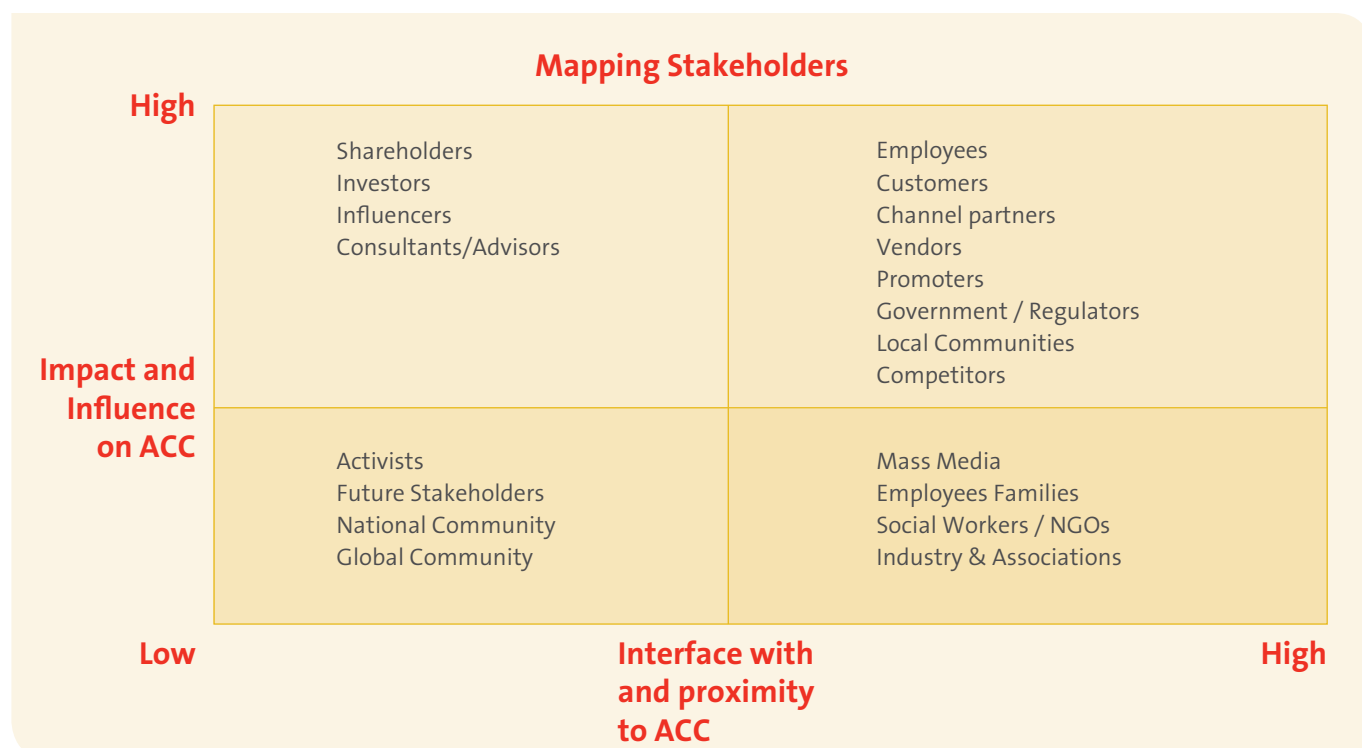 Mapping Stakeholders
High
Shareholders
Investors
Influencers
Consultants/Advisors
Employees
Customers
Channel partners
Vendors
Promoters
Government / Regulators
Local Communities
Competitors
Impact and
Influence
on ACC
Activists
Future Stakeholders
National Community
Global Community
Mass Media
Employees Families
Social Workers / NGOs
Industry & Associations
Low
Interface with
and proximity
to ACC
High